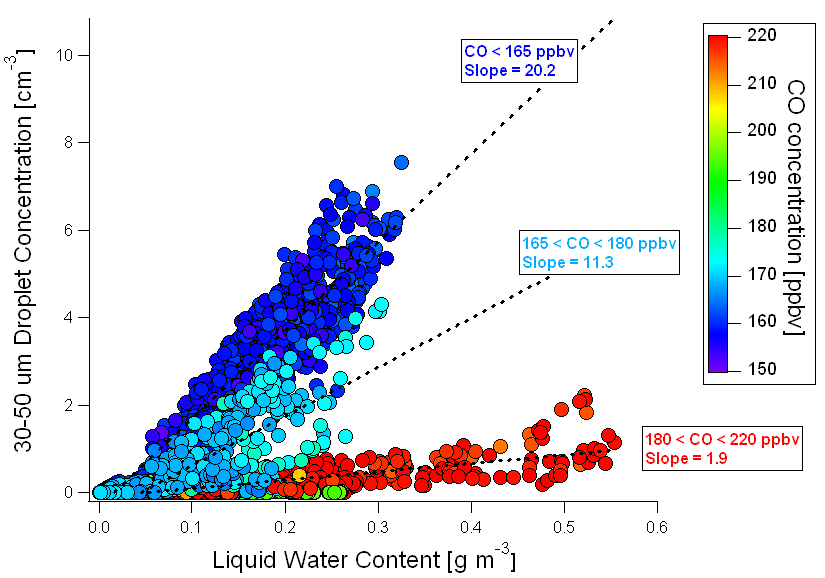 10
8
6
4
2
0
30-50 um Droplet Concentration [cm-3]
0.0 0.1 0.2 0.3 0.4 0.5 0.6
Liquid Water Content [g m-3]
CO < 165 ppbv
Slope = 20.2
165 < CO < 180 ppbv
Slope = 11.3
180 < CO < 220 ppbv
Slope = 1.9
220
210
200
190
180
170
160
150
CO concentration [ppbv]